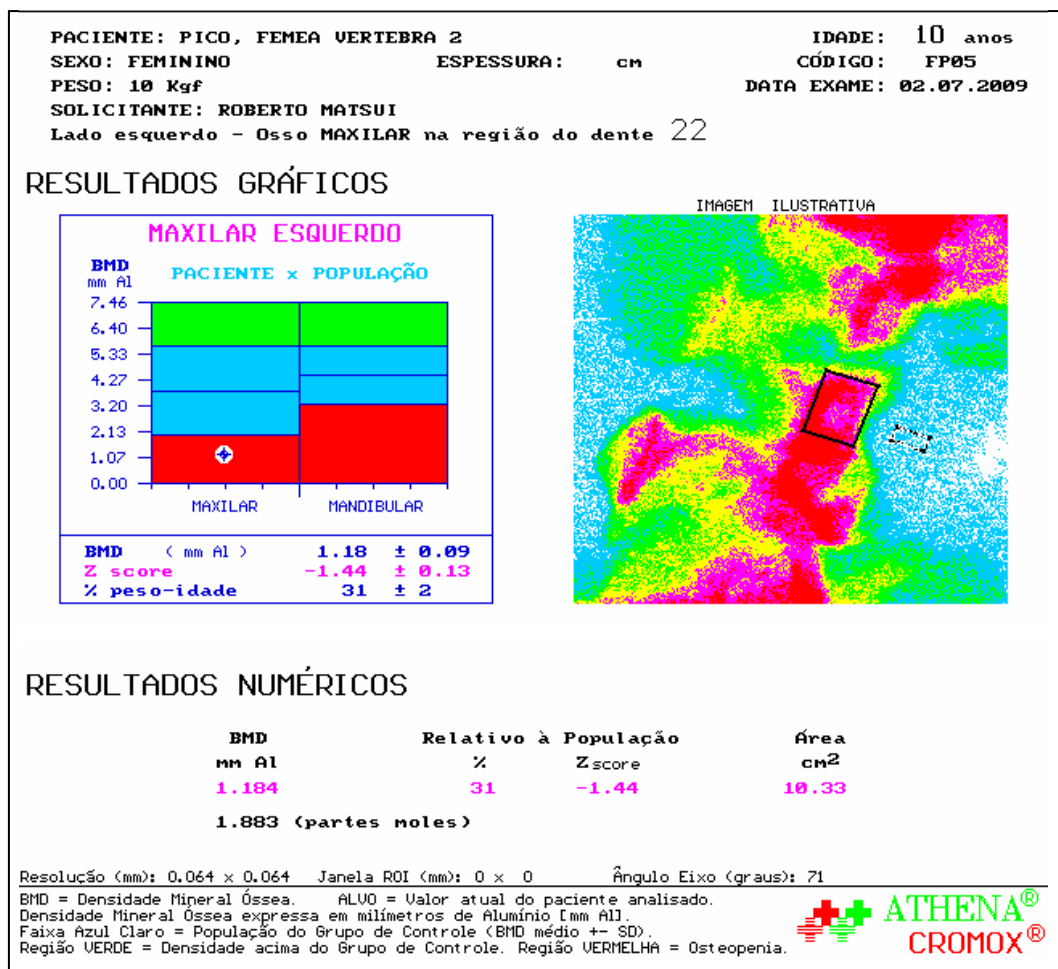 PACIENTE: PICO, FEMEA VERTEBRA 2 IDADE: 10 anos
SEXO: FEMININO ESPESSURA: cm CÓDIGO: FP05
PESO: 10 Kgf DATA EXAME: 02.07.2009
SOLICITANTE: ROBERTO MATSUI
Lado esquerdo - Osso MAXILAR na região do dente 22
RESULTADOS GRÁFICOS
IMAGEM ILUSTRATIVA
MAXILAR ESQUERDO
BMD
mm Al
PACIENTE x POPULAÇÃO
7.46
6.40
5.33
4.27
3.20
2.13
1.07
0.00
MAXILAR MANDIBULAR
BMD ( mm Al ) 1.18 ± 0.09
Z score -1.44 ± 0.13
% peso-idade 31 ± 2
RESULTADOS NUMÉRICOS
BMD Relativo à População Área
mm Al % Z score cm2
1.184 31 -1.44 10.33
1.883 (partes moles)
Resolução (mm): 0.064 x 0.064 Janela ROI (mm): 0 x 0 Ângulo Eixo (graus): 71
BMD = Densidade Mineral Óssea. ALVO = Valor atual do paciente analisado.
Densidade Mineral Óssea expressa em milímetros de Alumínio [mm Al].
Faixa Azul Claro = População do Grupo de Controle (BMD médio +- SD).
Região VERDE = Densidade acima do Grupo de Controle. Região VERMELHA = Osteopenia.
ATHENA®
CROMOX®